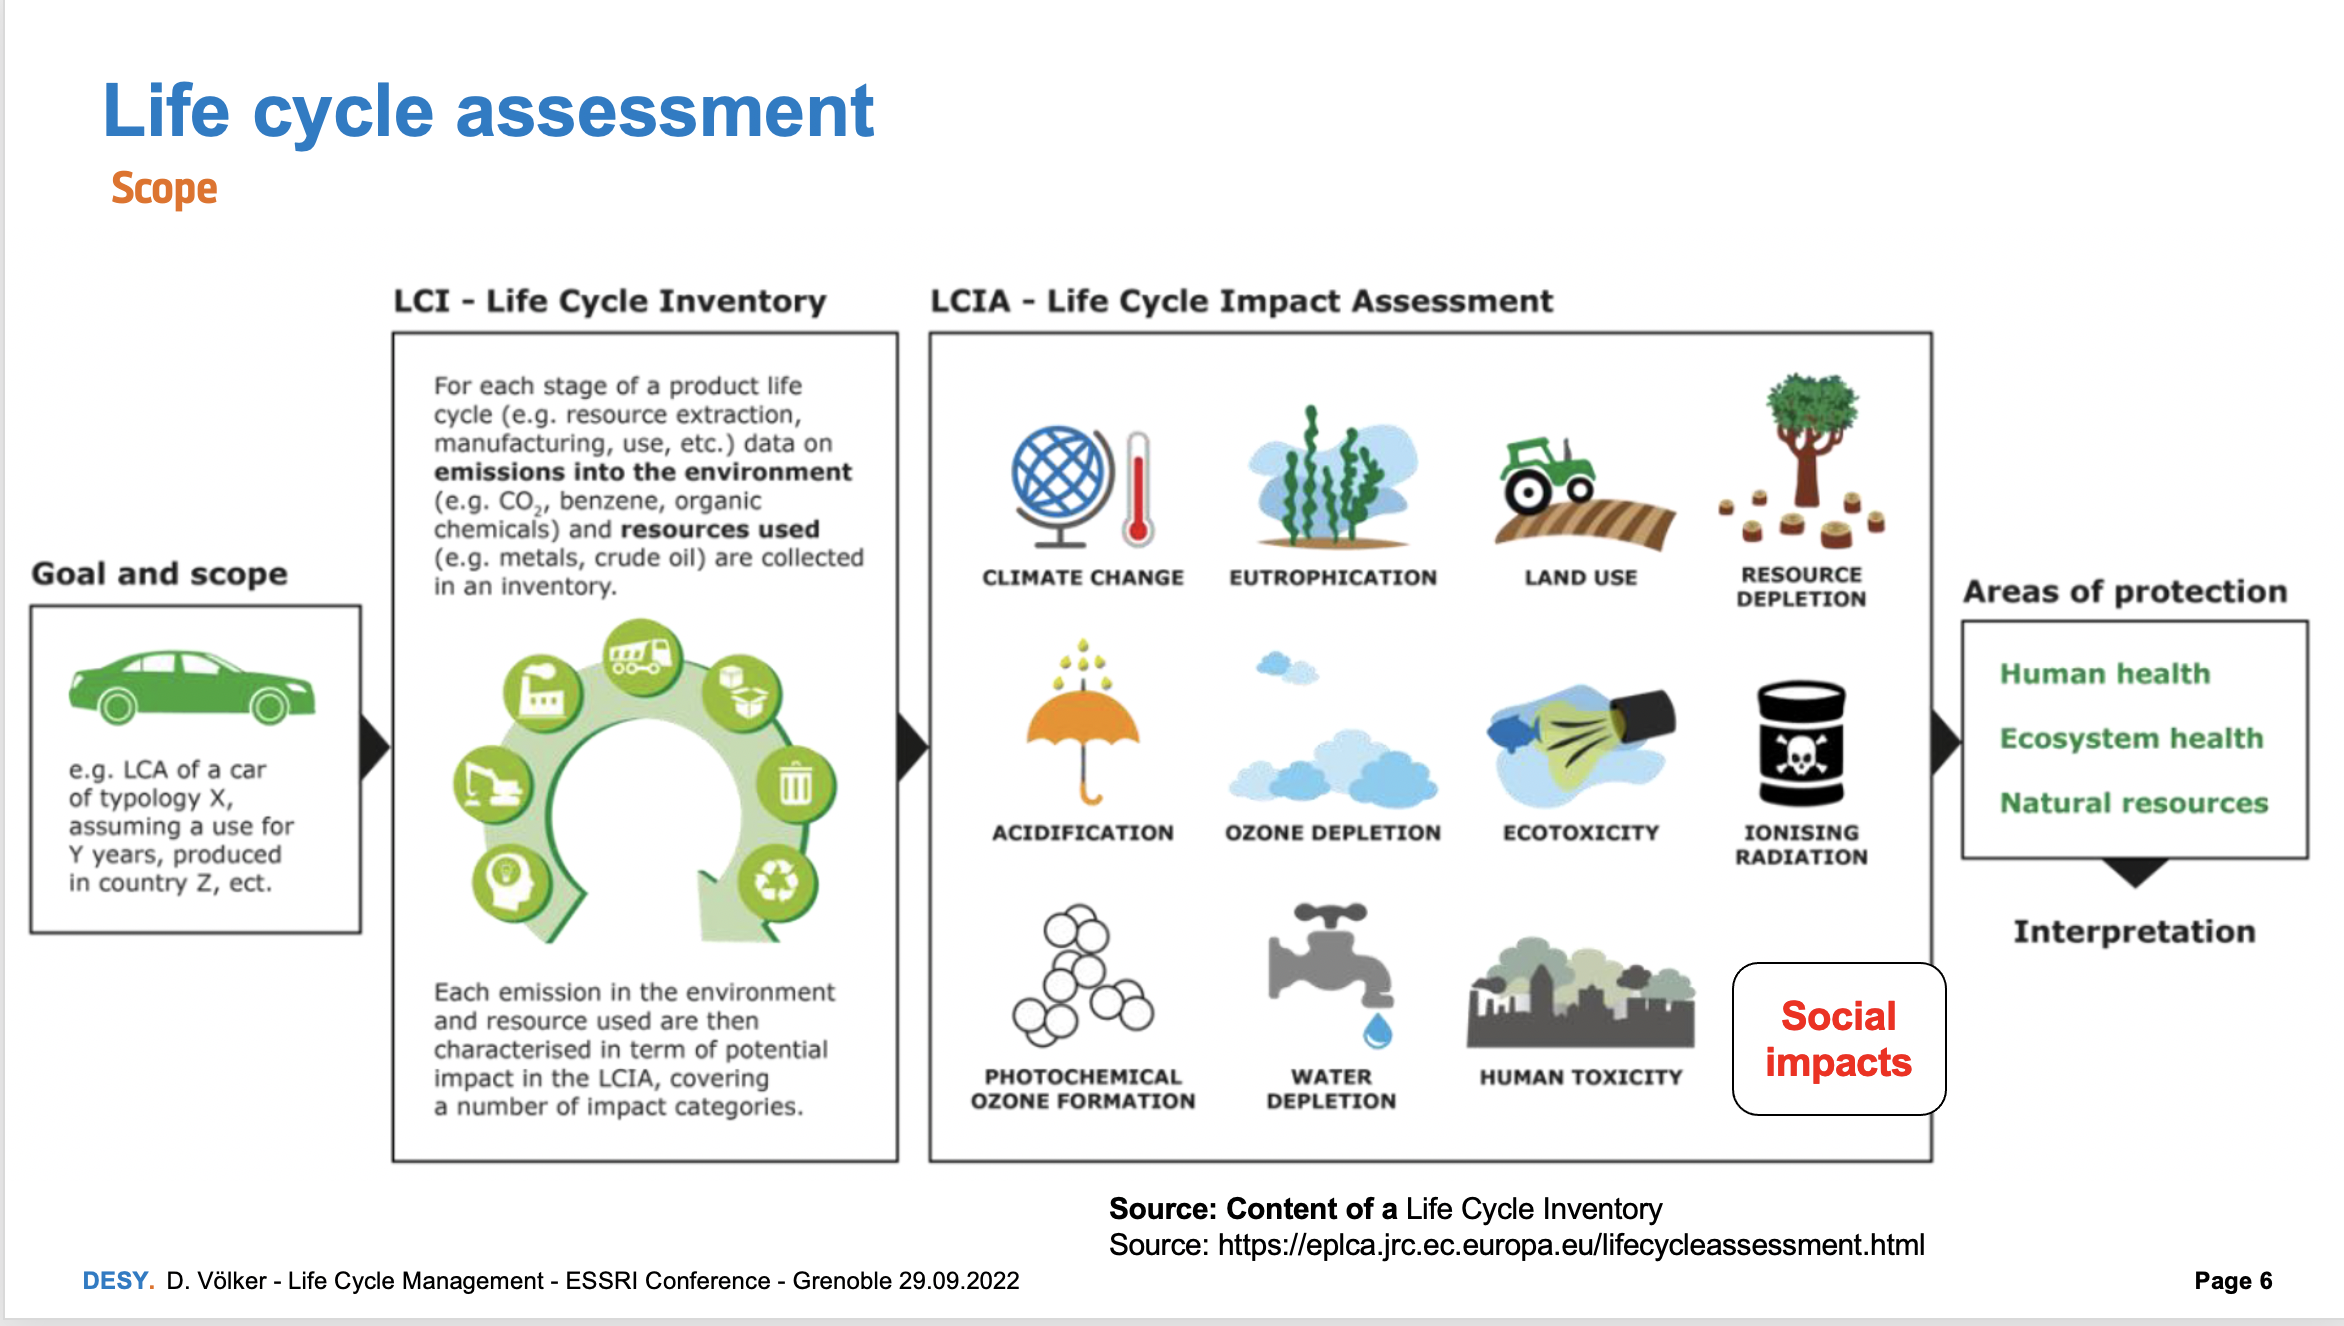 Life cycle assessment
Scope
Goal and scope
e.g. LCA of a car
of typology X,
assuming a use for
Y years, produced
in country Z, ect.
LCI - Life Cycle Inventory
For each stage of a product life
cycle (e.g. resource extraction,
manufacturing, use, etc.) data on
emissions into the environment
(e.g. CO₂, benzene, organic
chemicals) and resources used
(e.g. metals, crude oil) are collected
in an inventory.
Each emission in the environment
and resource used are then
characterised in term of potential
impact in the LCIA, covering
a number of impact categories.
LCIA - Life Cycle Impact Assessment
CLIMATE CHANGE
EUTROPHICATION
LAND USE
RESOURCE
DEPLETION
ACIDIFICATION
OZONE DEPLETION
ECOTOXICITY
IONISING
RADIATION
PHOTOCHEMICAL
OZONE FORMATION
WATER
DEPLETION
HUMAN TOXICITY
Social
impacts
Areas of protection
Human health
Ecosystem health
Natural resources
Interpretation
Source: Content of a Life Cycle Inventory
Source: https://eplca.jrc.ec.europa.eu/lifecycleassessment.html
DESY. D. Völker - Life Cycle Management - ESSRI Conference - Grenoble 29.09.2022
Page 6